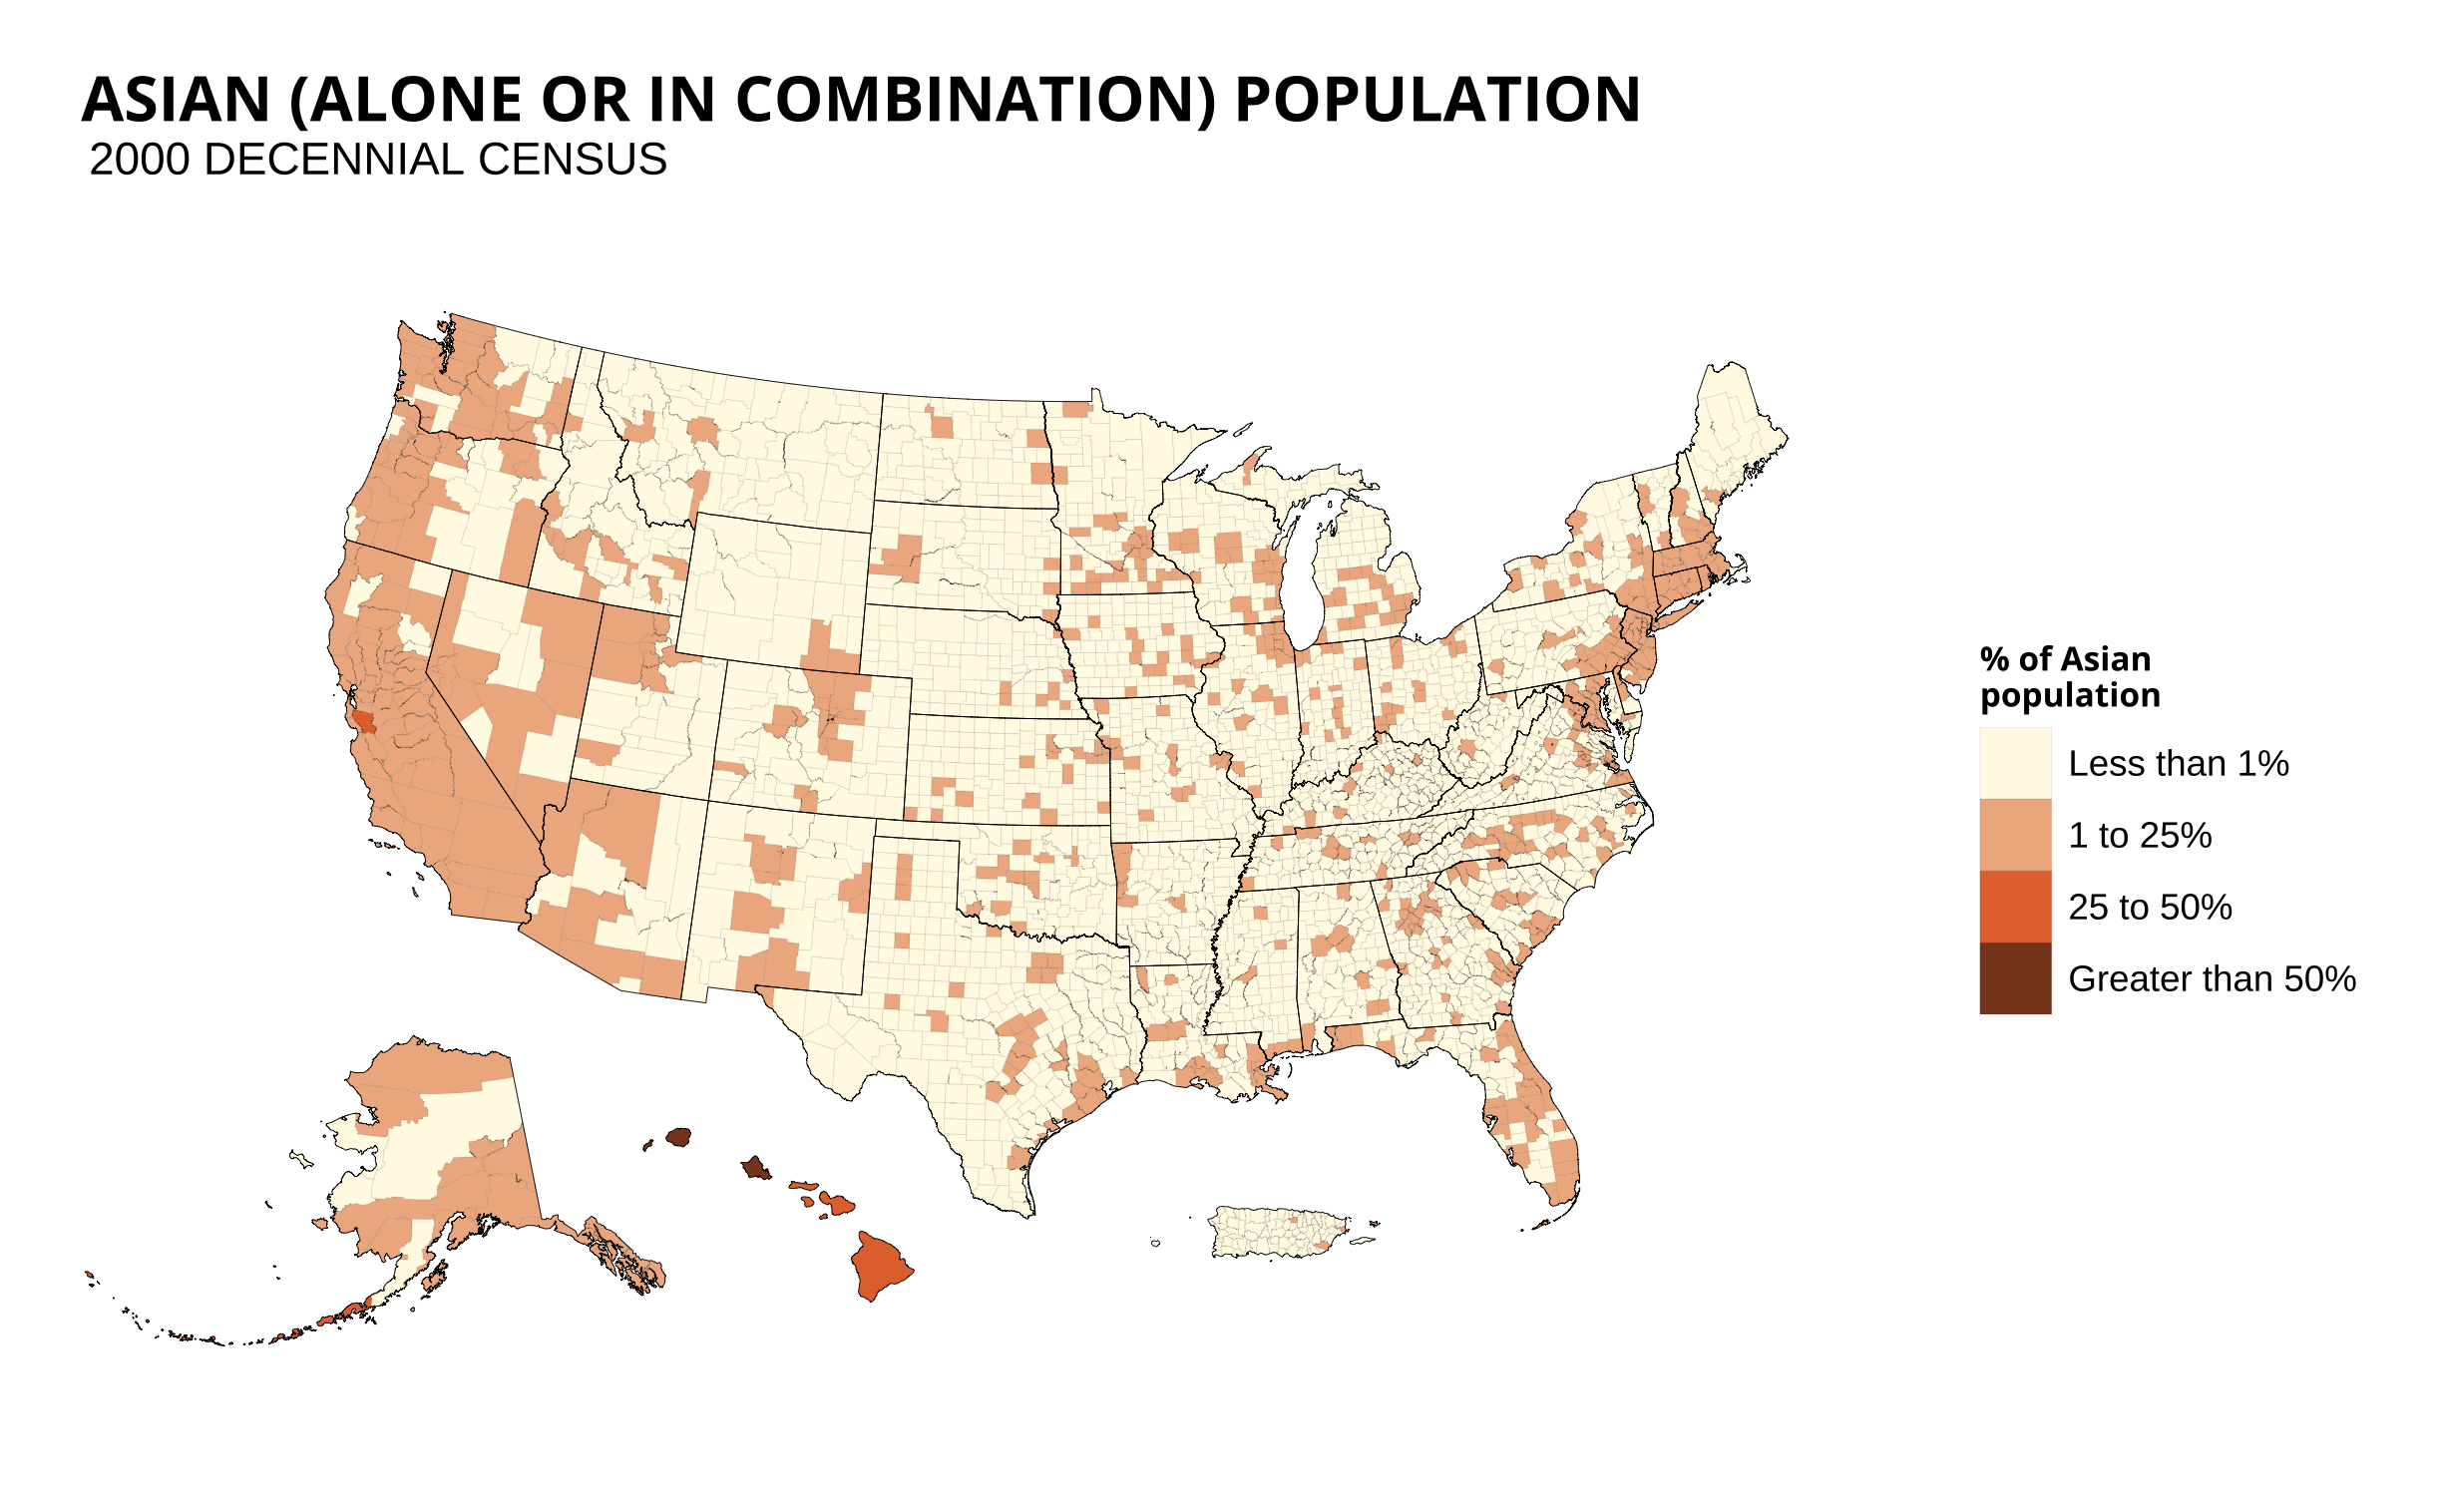 ASIAN (ALONE OR IN COMBINATION) POPULATION
2000 DECENNIAL CENSUS
% of Asian
population
Less than 1%
1 to 25%
25 to 50%
Greater than 50%